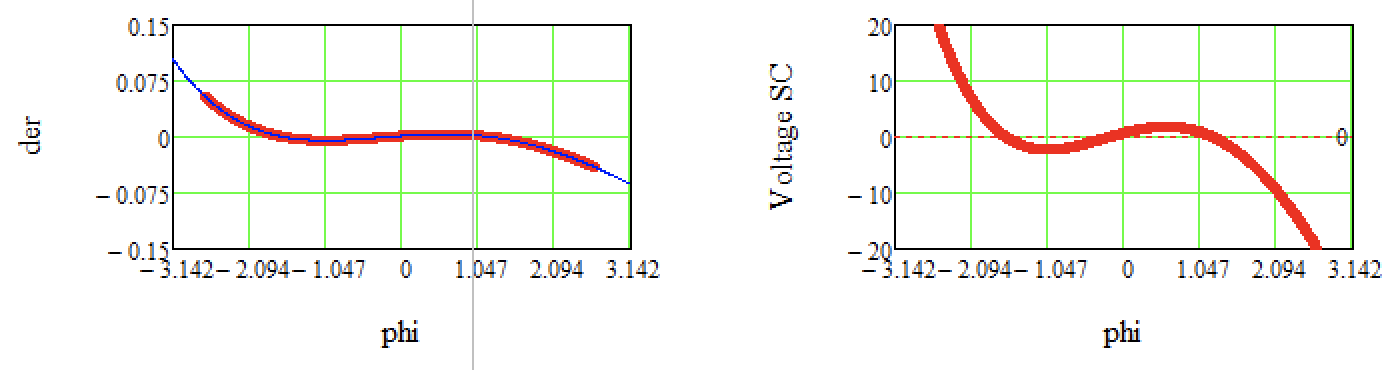 0.15
0.075
0
− 0.075
− 0.15
− 3.142 − 2.094 − 1.047 0 1.047 2.094 3.142
der
phi
20
10
0
− 10
− 20
− 3.142 − 2.094 − 1.047 0 1.047 2.094 3.142
0
Voltage SC
phi